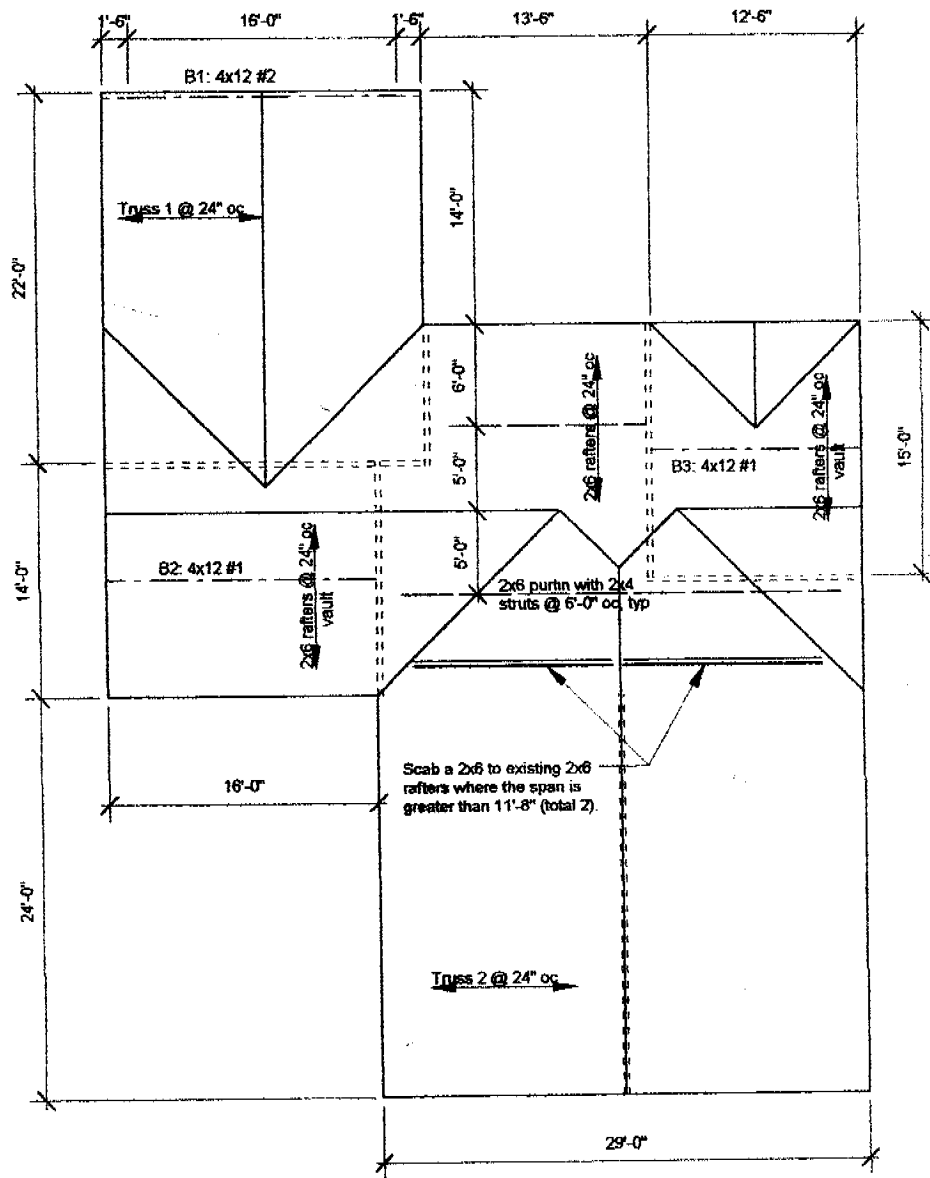 1'-6"
16'-0"
1'-6"
13'-6"
12'-6"
B1: 4x12 #2
Truss 1 @ 24" oc
14'-0"
22'-0"
6'-0"
2x6 rafters @ 24" oc
2x6 rafters @ 24" oc
vault
15'-0"
5'-0"
B3: 4x12 #1
14'-0"
B2: 4x12 #1
2x6 rafters @ 24" oc
vault
5'-0"
2x6 purlin with 2x4
struts @ 6'-0" oc, typ
16'-0"
Scab a 2x6 to existing 2x6
rafters where the span is
greater than 11'-8" (total 2).
24'-0"
Truss 2 @ 24" oc
29'-0"